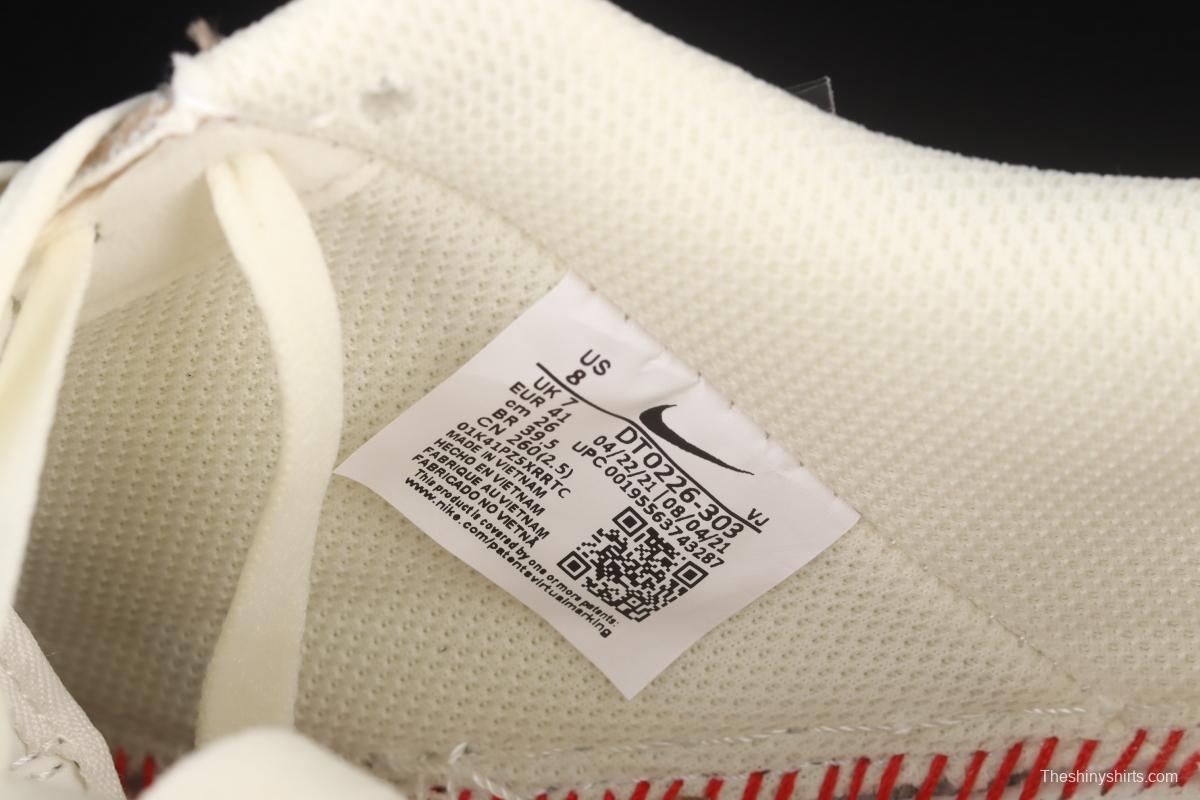 US
8
UK 7
EUR 41
cm 26
BR 39.5
CN 260(2.5)
01K41PZ5XRRTC
MADE IN VIETNAM
HECHO EN VIETNAM
FABRIQUE AU VIETNAM
FABRICADO NO VIETNA
This product is covered by one or more patents:
www.nike.com/patentsvirtualmarking
DT0226-303 VJ
04/22/21|08/04/21
UPC 00195563743287
Theshinyshirts.com